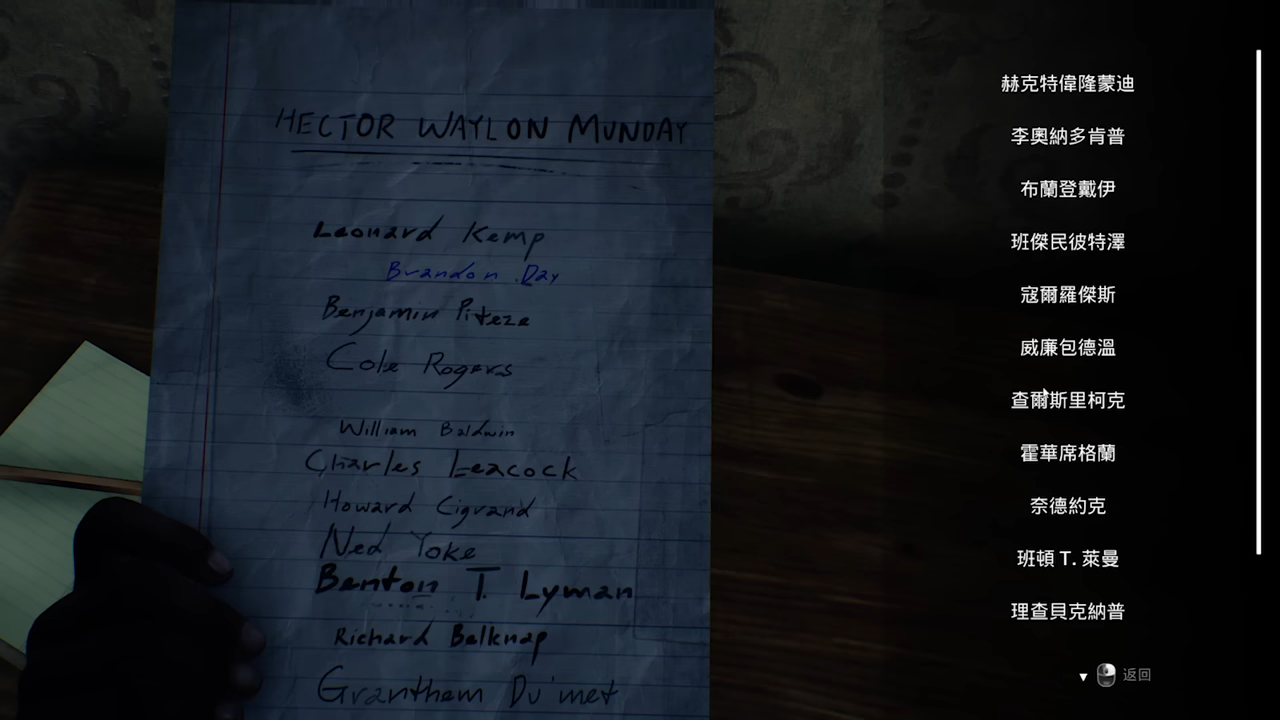 HECTOR WAYLON MUNDAY
Leonard Kemp
Brandon Day
Benjamin Piteze
Cole Rogers
William Baldwin
Charles Leacock
Howard Cigrand
Ned Yoke
Benton T. Lyman
Richard Belknap
Granthem Du'met
赫克特偉隆蒙迪
李奧納多肯普
布蘭登戴伊
班傑民彼特澤
寇爾羅傑斯
威廉包德溫
查爾斯里柯克
霍華席格蘭
奈德約克
班頓 T. 萊曼
理查貝克納普
返回